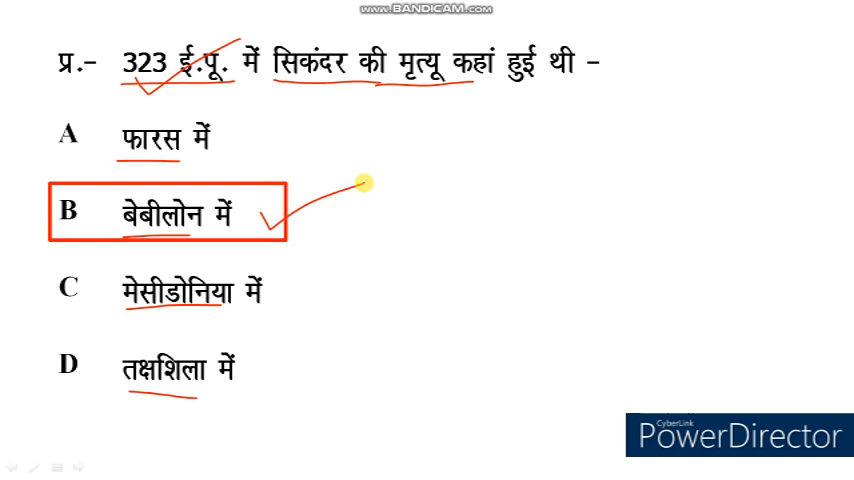 www.BANDICAM.com
प्र.- 323 ई.पू. में सिकंदर की मृत्यू कहां हुई थी -
A फारस में
B बेबीलोन में
C मेसीडोनिया में
D तक्षशिला में
CyberLink
PowerDirector